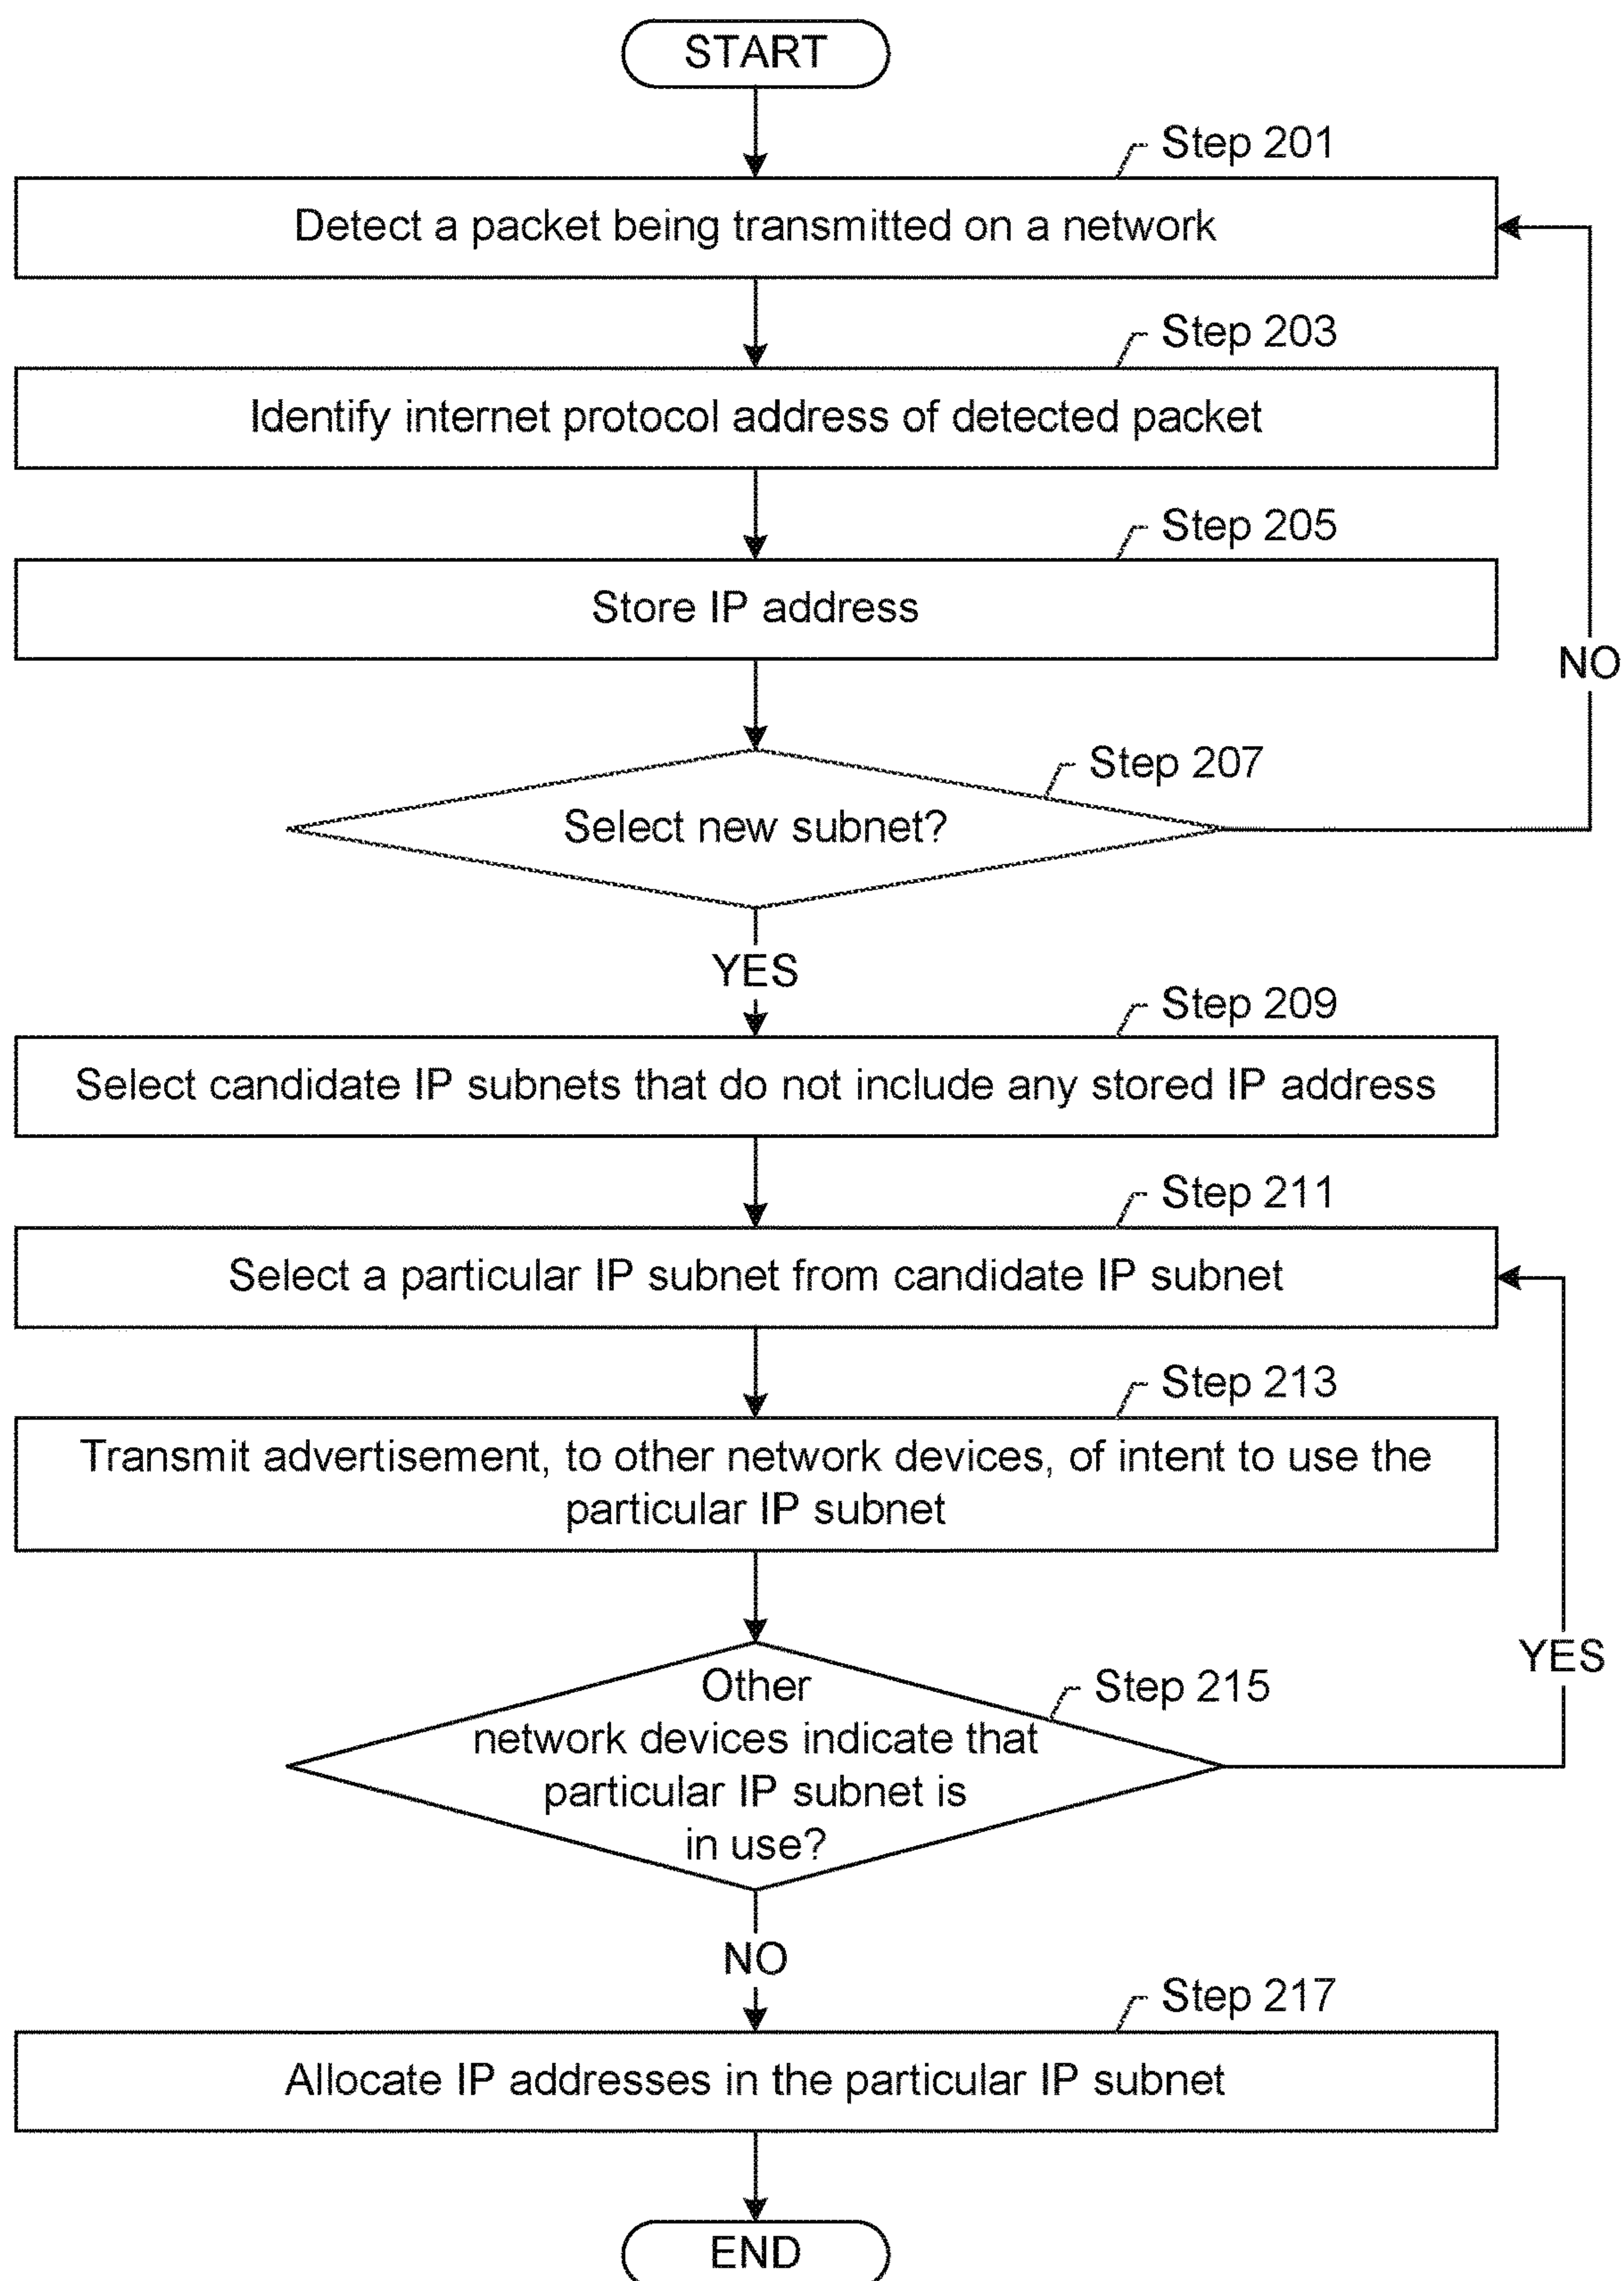 START
Step 201
Detect a packet being transmitted on a network
Step 203
Identify internet protocol address of detected packet
Step 205
Store IP address
NO
Step 207
Select new subnet?
YES
Step 209
Select candidate IP subnets that do not include any stored IP address
Step 211
Select a particular IP subnet from candidate IP subnet
Step 213
Transmit advertisement, to other network devices, of intent to use the
particular IP subnet
YES
Step 215
Other
network devices indicate that
particular IP subnet is
in use?
NO
Step 217
Allocate IP addresses in the particular IP subnet
END